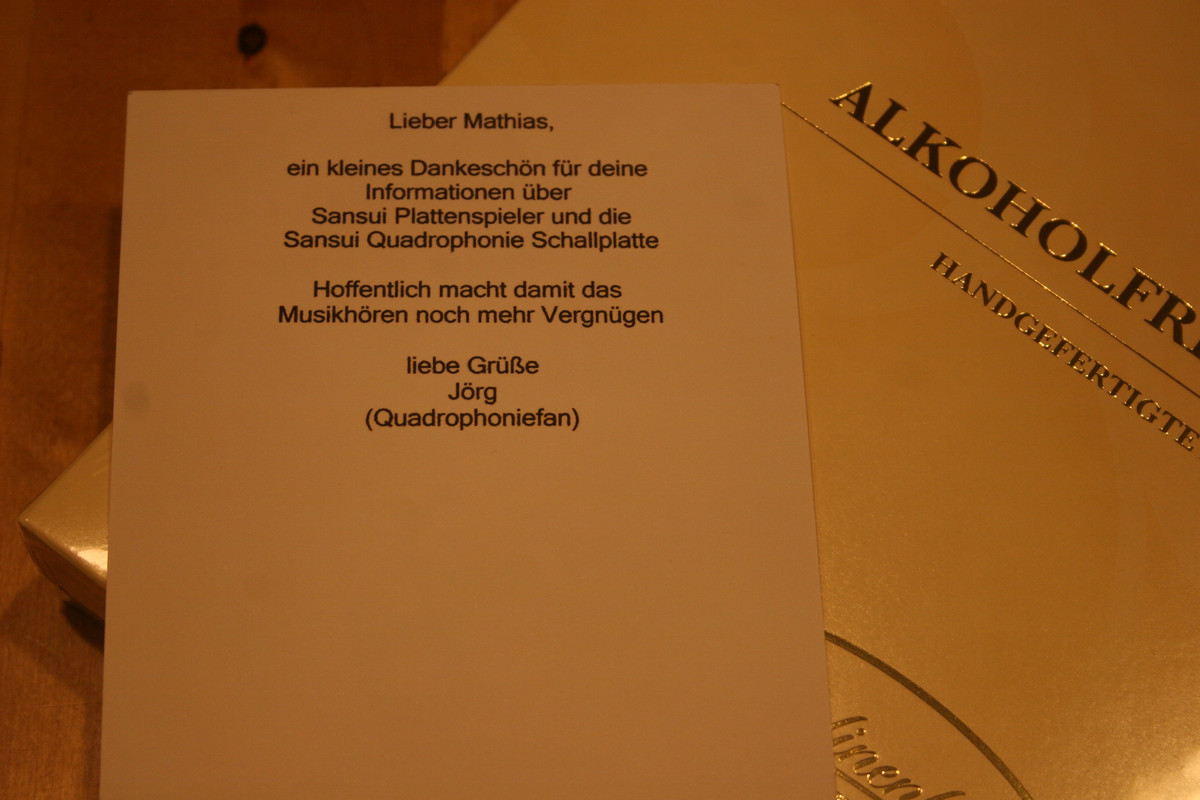 Lieber Mathias,
ein kleines Dankeschön für deine
Informationen über
Sansui Plattenspieler und die
Sansui Quadrophonie Schallplatte
Hoffentlich macht damit das
Musikhören noch mehr Vergnügen
liebe Grüße
Jörg
(Quadrophoniefan)
ALKOHOLFRE
HANDGEFERTIGTE